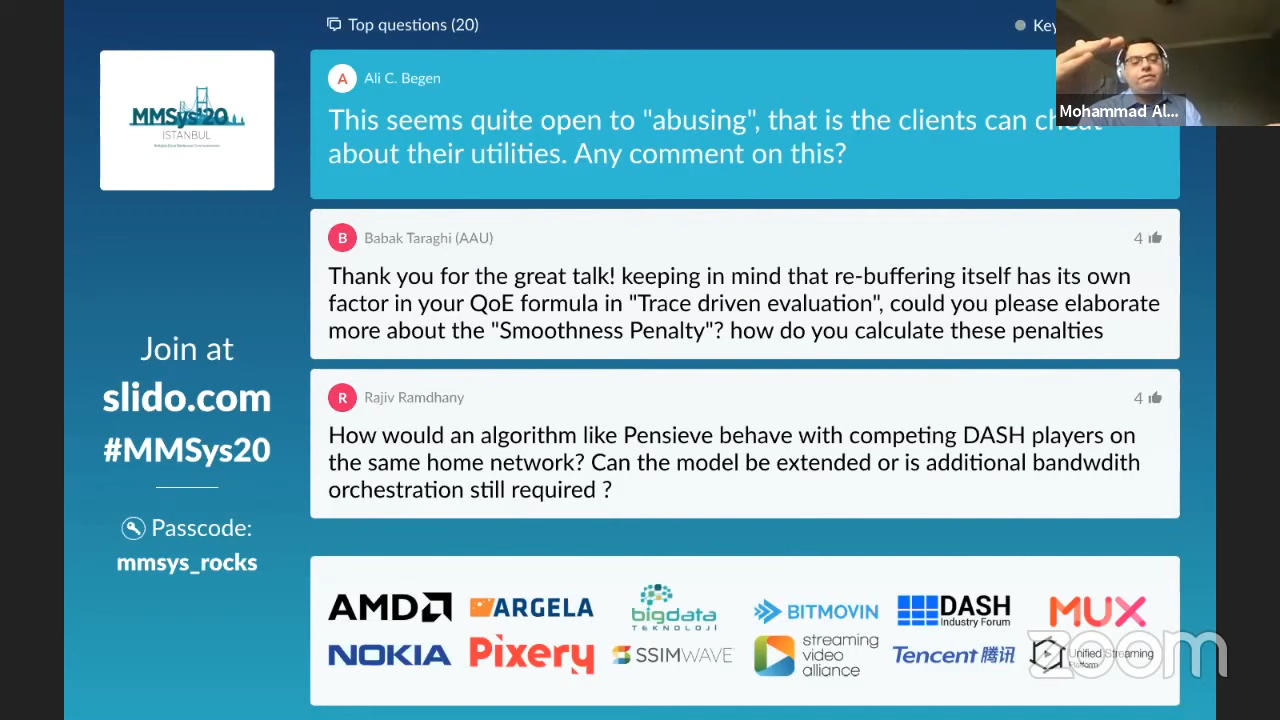 Top questions (20)
Key
MMSys'20
ISTANBUL
A
Ali C. Begen
This seems quite open to "abusing", that is the clients can cheat
about their utilities. Any comment on this?
Mohammad Al...
B
Babak Taraghi (AAU)
4
Thank you for the great talk! keeping in mind that re-buffering itself has its own
factor in your QoE formula in "Trace driven evaluation", could you please elaborate
more about the "Smoothness Penalty"? how do you calculate these penalties
R
Rajiv Ramdhany
4
How would an algorithm like Pensieve behave with competing DASH players on
the same home network? Can the model be extended or is additional bandwdith
orchestration still required ?
Join at
slido.com
#MMSys20
Passcode:
mmsys_rocks
AMD
ARGELA
bigdata
TEKNOLOJİ
BITMOVIN
DASH
Industry Forum
MUX
NOKIA
Pixery
SSIMWAVE
streaming
video
alliance
Tencent 腾讯
Unified Streaming
Platform
zoom